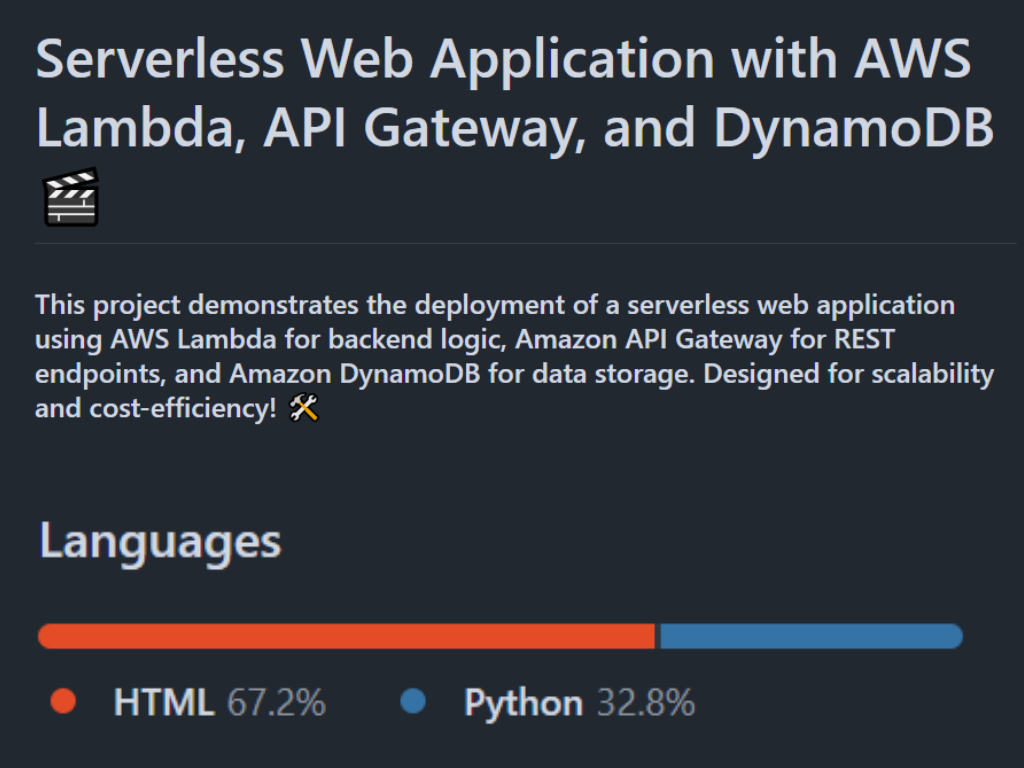 Serverless Web Application with AWS
Lambda, API Gateway, and DynamoDB
This project demonstrates the deployment of a serverless web application
using AWS Lambda for backend logic, Amazon API Gateway for REST
endpoints, and Amazon DynamoDB for data storage. Designed for scalability
and cost-efficiency!
Languages
HTML 67.2% Python 32.8%